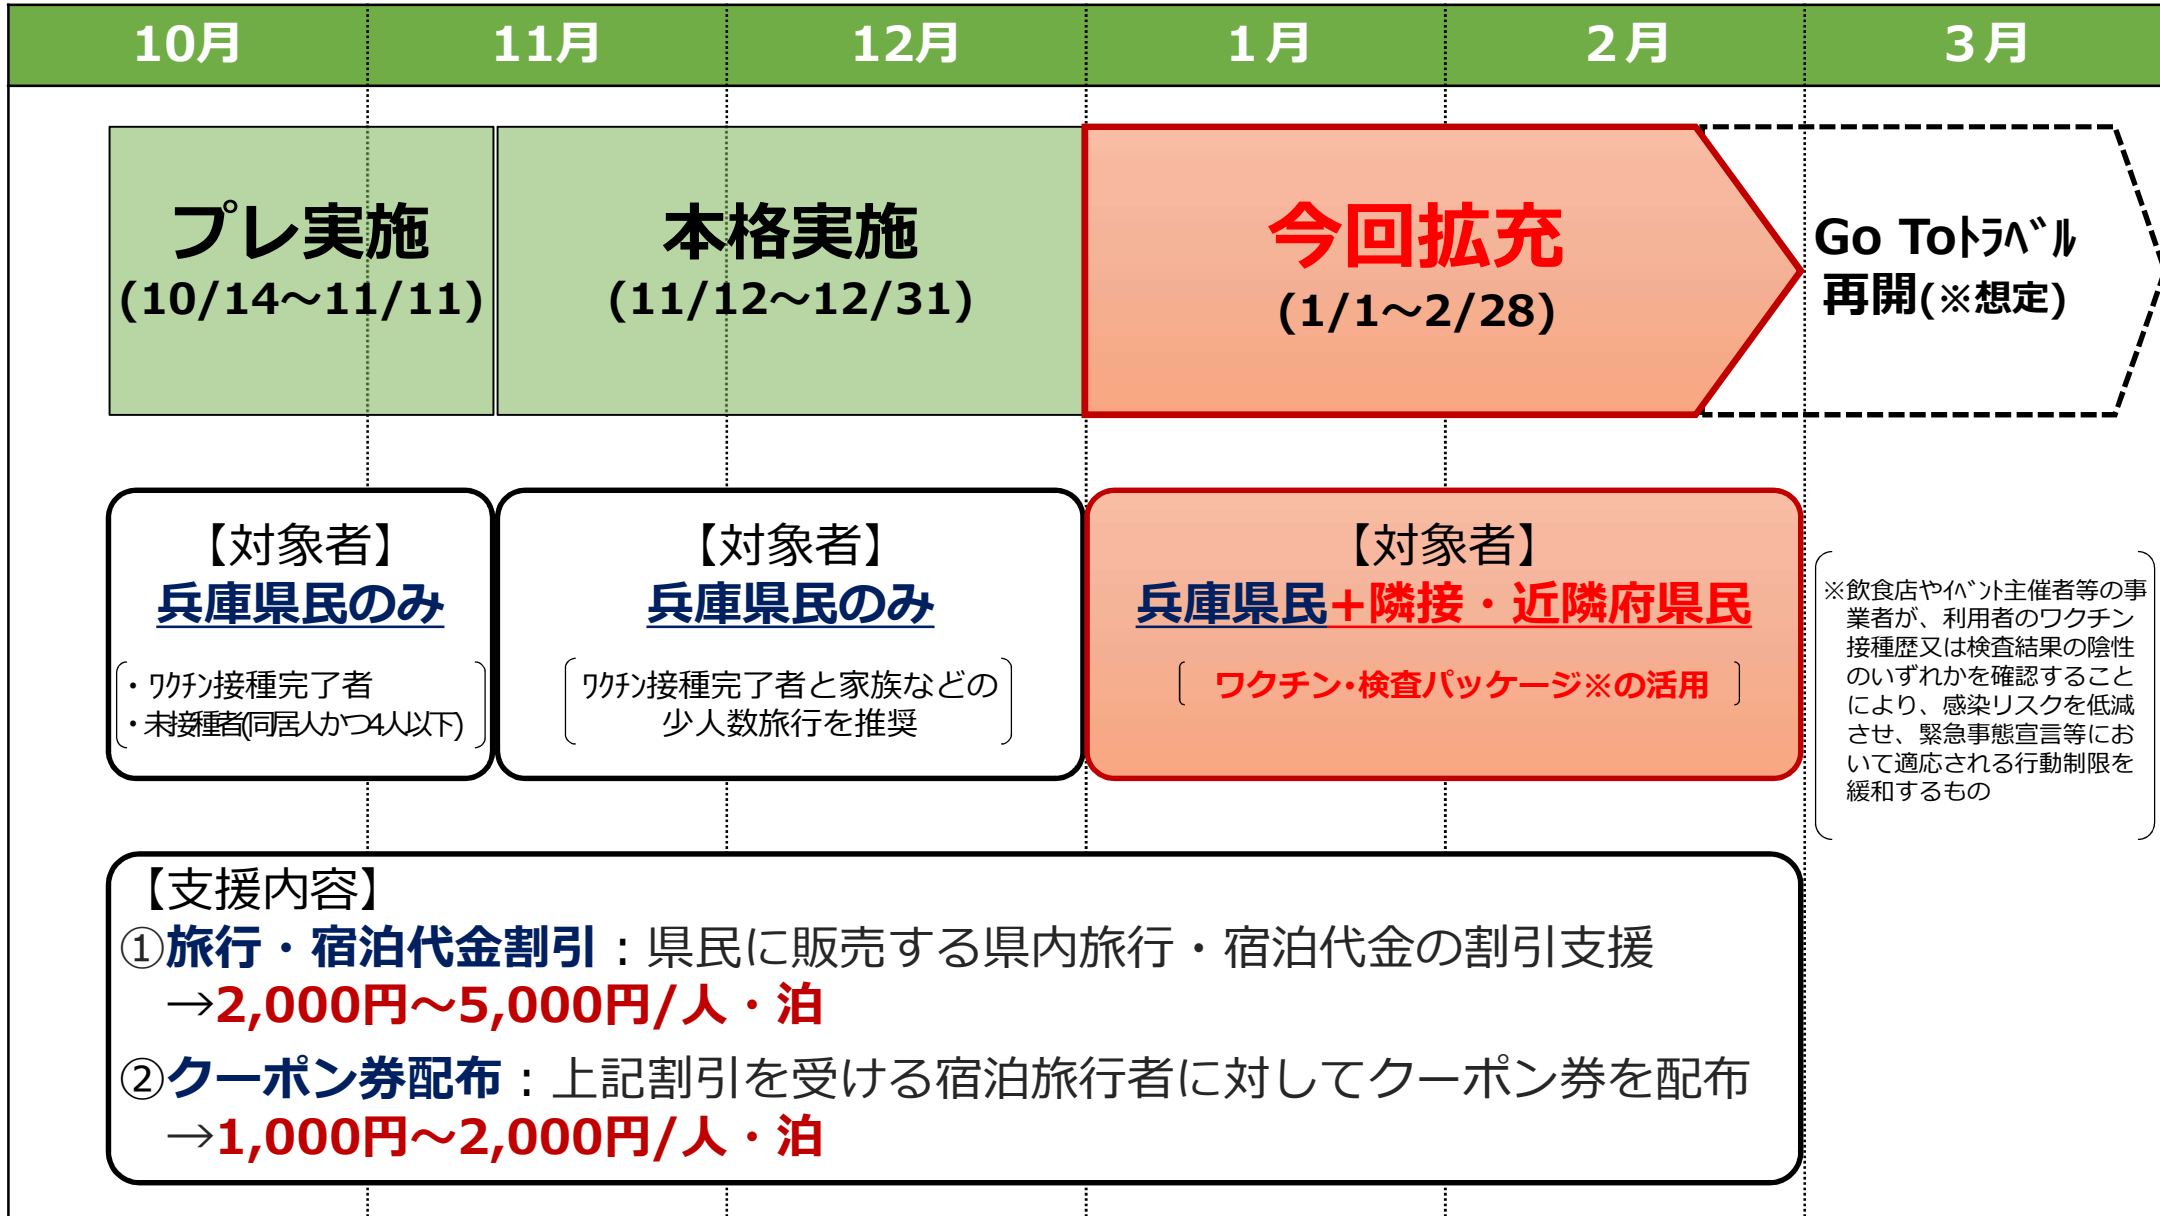 10月 11月 12月 1月 2月 3月
プレ実施
(10/14～11/11)
本格実施
(11/12～12/31)
今回拡充
(1/1～2/28)
Go Toﾄﾗﾍﾞﾙ
再開(※想定)
【対象者】
兵庫県民のみ
・ﾜｸﾁﾝ接種完了者
・未接種者(同居人かつ4人以下)
【対象者】
兵庫県民のみ
ﾜｸﾁﾝ接種完了者と家族などの
少人数旅行を推奨
【対象者】
兵庫県民+隣接・近隣府県民
ワクチン・検査パッケージ※の活用
※飲食店やｲﾍﾞﾝﾄ主催者等の事
業者が、利用者のワクチン
接種歴又は検査結果の陰性
のいずれかを確認すること
により、感染リスクを低減
させ、緊急事態宣言等にお
いて適応される行動制限を
緩和するもの
【支援内容】
①旅行・宿泊代金割引：県民に販売する県内旅行・宿泊代金の割引支援
→2,000円～5,000円/人・泊
②クーポン券配布：上記割引を受ける宿泊旅行者に対してクーポン券を配布
→1,000円～2,000円/人・泊